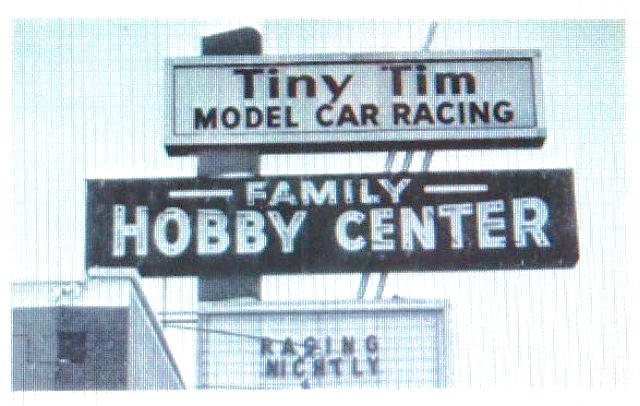 Tiny Tim
MODEL CAR RACING
FAMILY
HOBBY CENTER
RACING
NIGHTLY